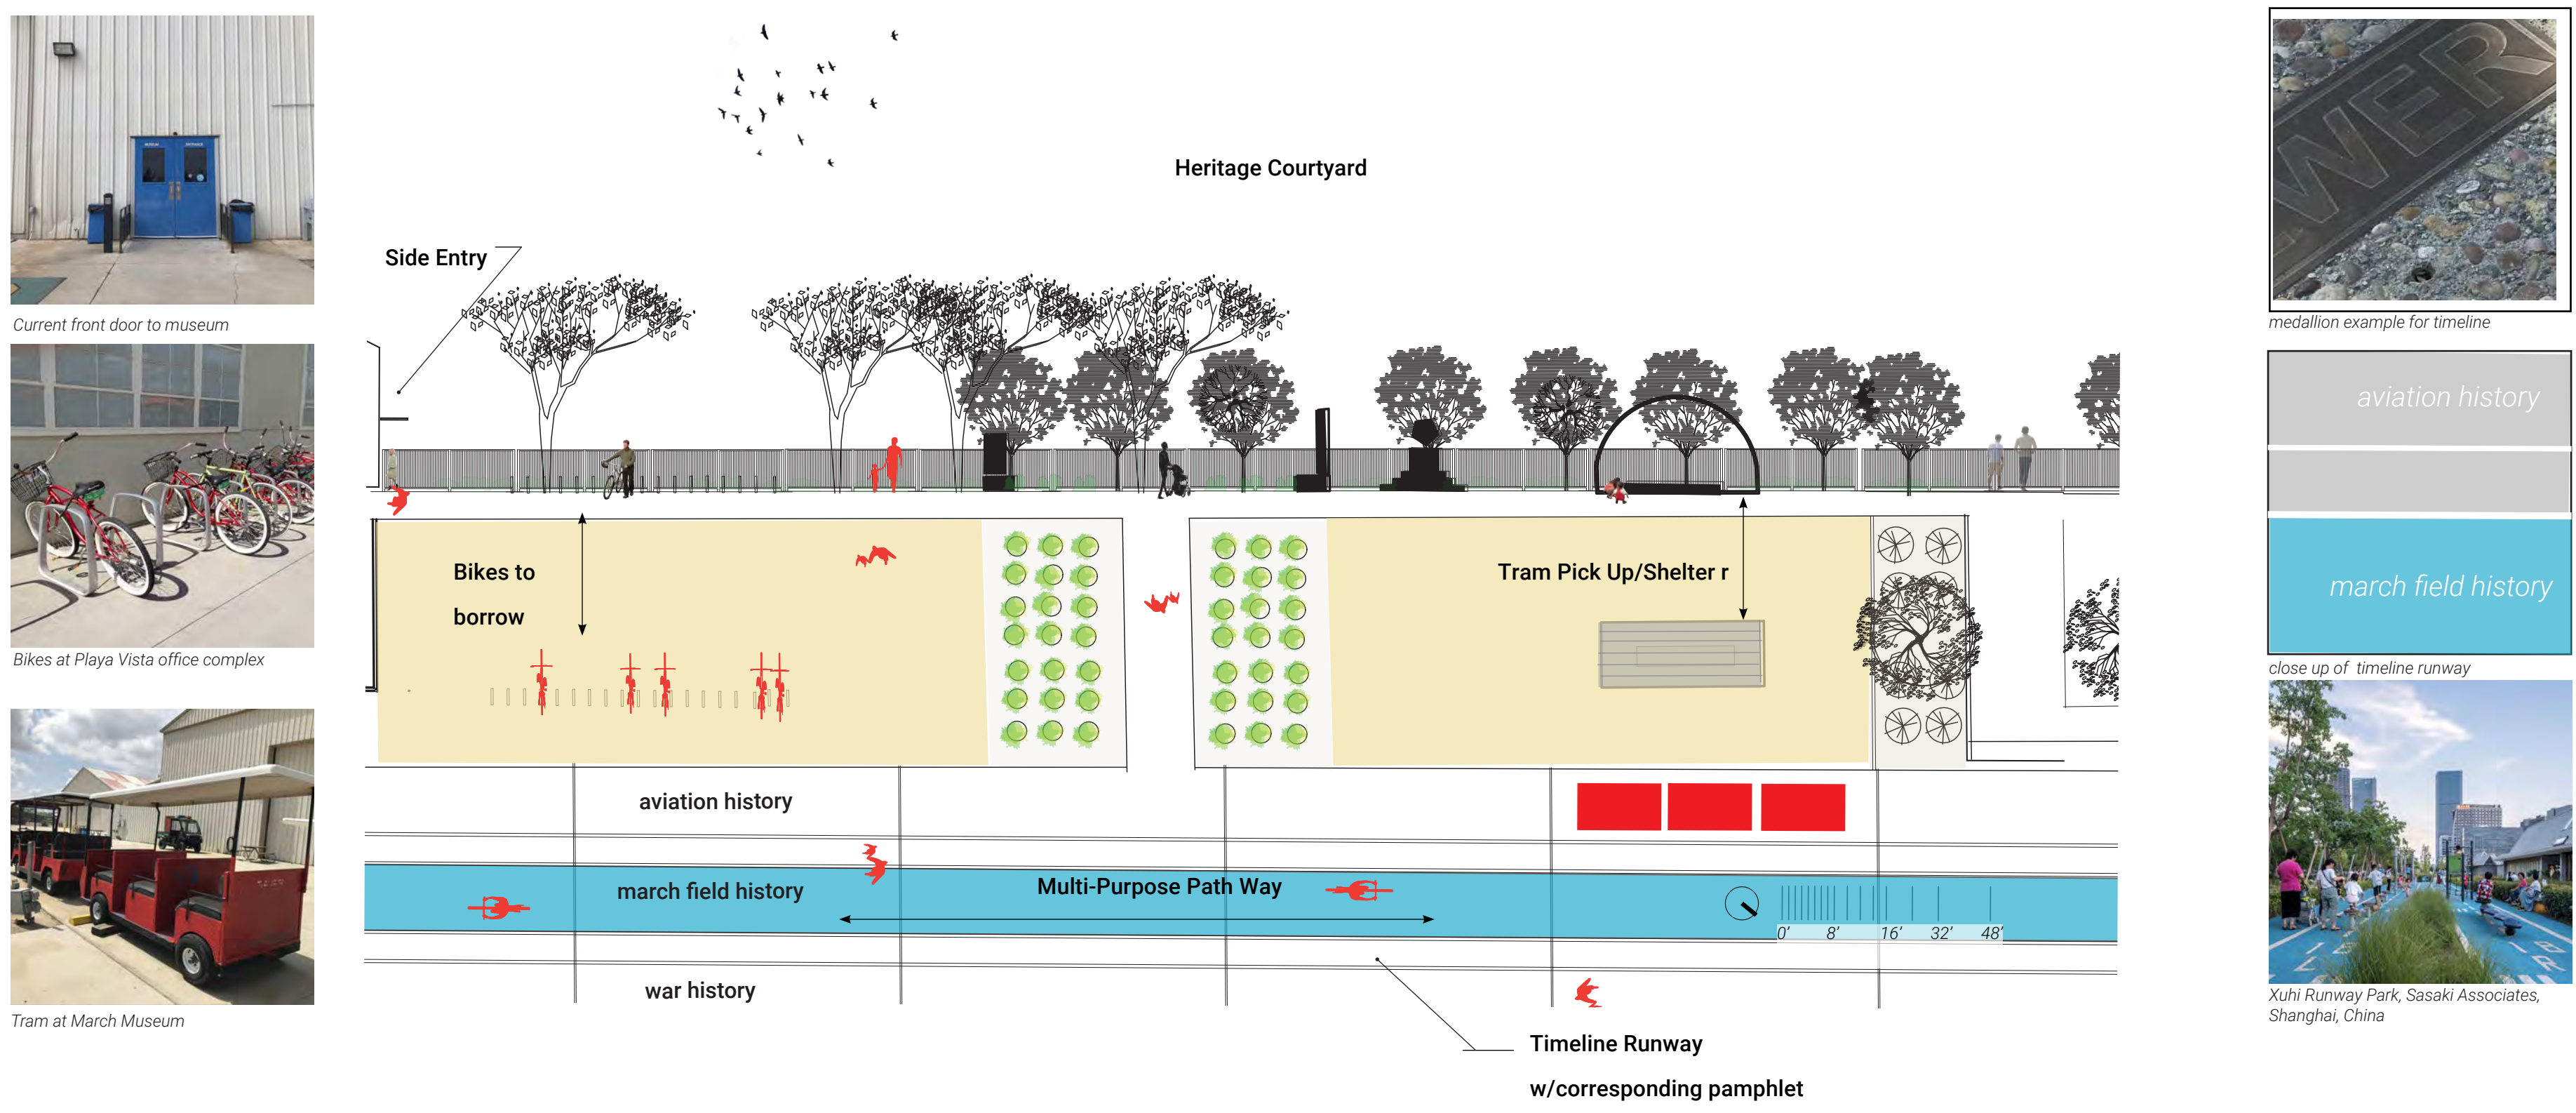 Current front door to museum
Bikes at Playa Vista office complex
Tram at March Museum
Heritage Courtyard
Side Entry
Bikes to
borrow
Tram Pick Up/Shelter r
aviation history
march field history
Multi-Purpose Path Way
0' 8' 16' 32' 48'
war history
Timeline Runway
w/corresponding pamphlet
WER
medallion example for timeline
aviation history
march field history
close up of timeline runway
Xuhi Runway Park, Sasaki Associates,
Shanghai, China